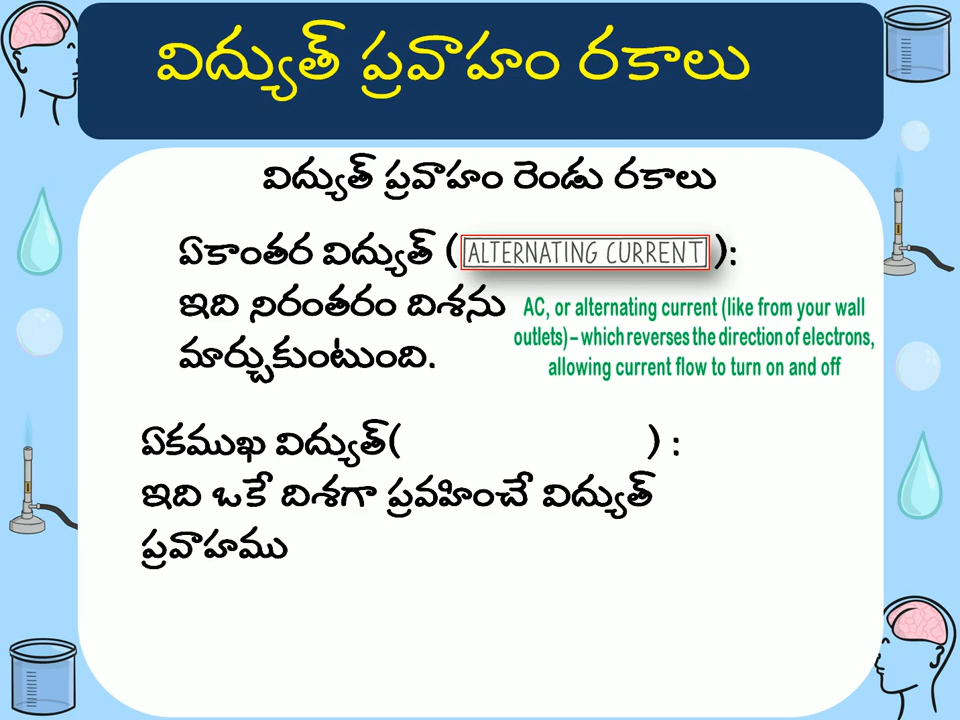 విద్యుత్ ప్రవాహం రకాలు
విద్యుత్ ప్రవాహం రెండు రకాలు
ఏకాంతర విద్యుత్ (ALTERNATING CURRENT):
ఇది నిరంతరం దిశను
మార్చుకుంటుంది.
AC, or alternating current (like from your wall
outlets) – which reverses the direction of electrons,
allowing current flow to turn on and off
ఏకముఖ విద్యుత్( ) :
ఇది ఒకే దిశగా ప్రవహించే విద్యుత్
ప్రవాహము